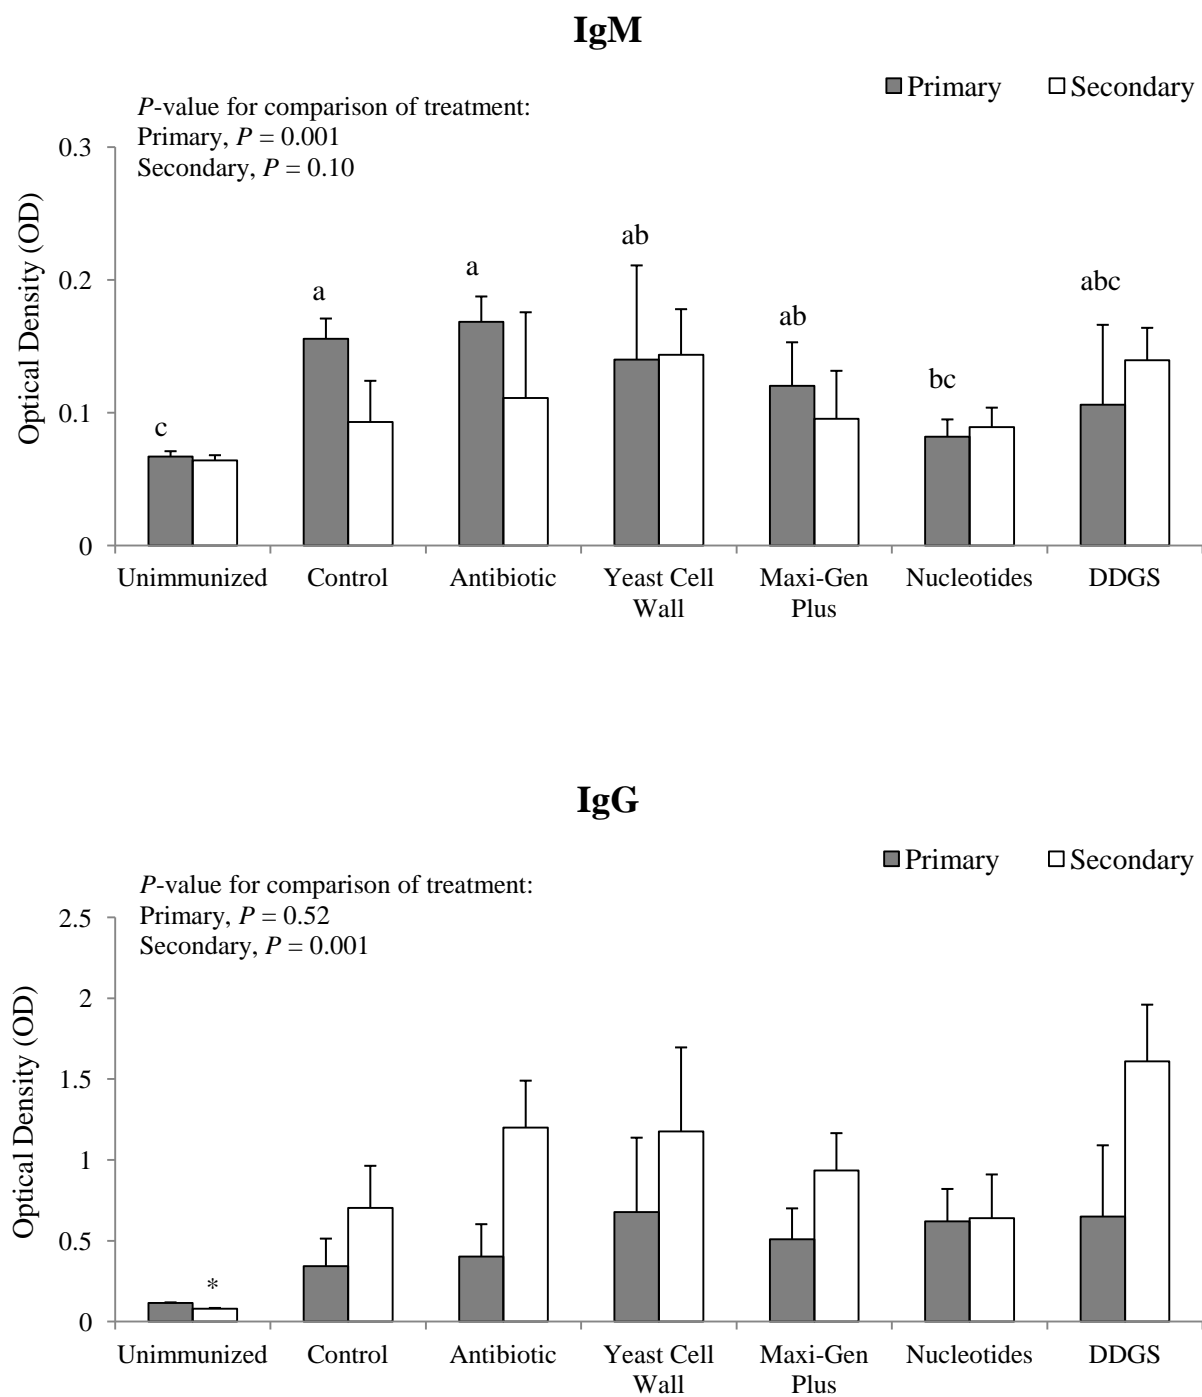 IgM
Primary Secondary
P-value for comparison of treatment:
Primary, P = 0.001
Secondary, P = 0.10
Optical Density (OD)
0.3
0.2
0.1
0
c
a
a
ab
ab
bc
abc
Unimmunized Control Antibiotic Yeast Cell Maxi-Gen Nucleotides DDGS
Wall Plus
IgG
Primary Secondary
P-value for comparison of treatment:
Primary, P = 0.52
Secondary, P = 0.001
Optical Density (OD)
2.5
2
1.5
1
0.5
0
*
Unimmunized Control Antibiotic Yeast Cell Maxi-Gen Nucleotides DDGS
Wall Plus